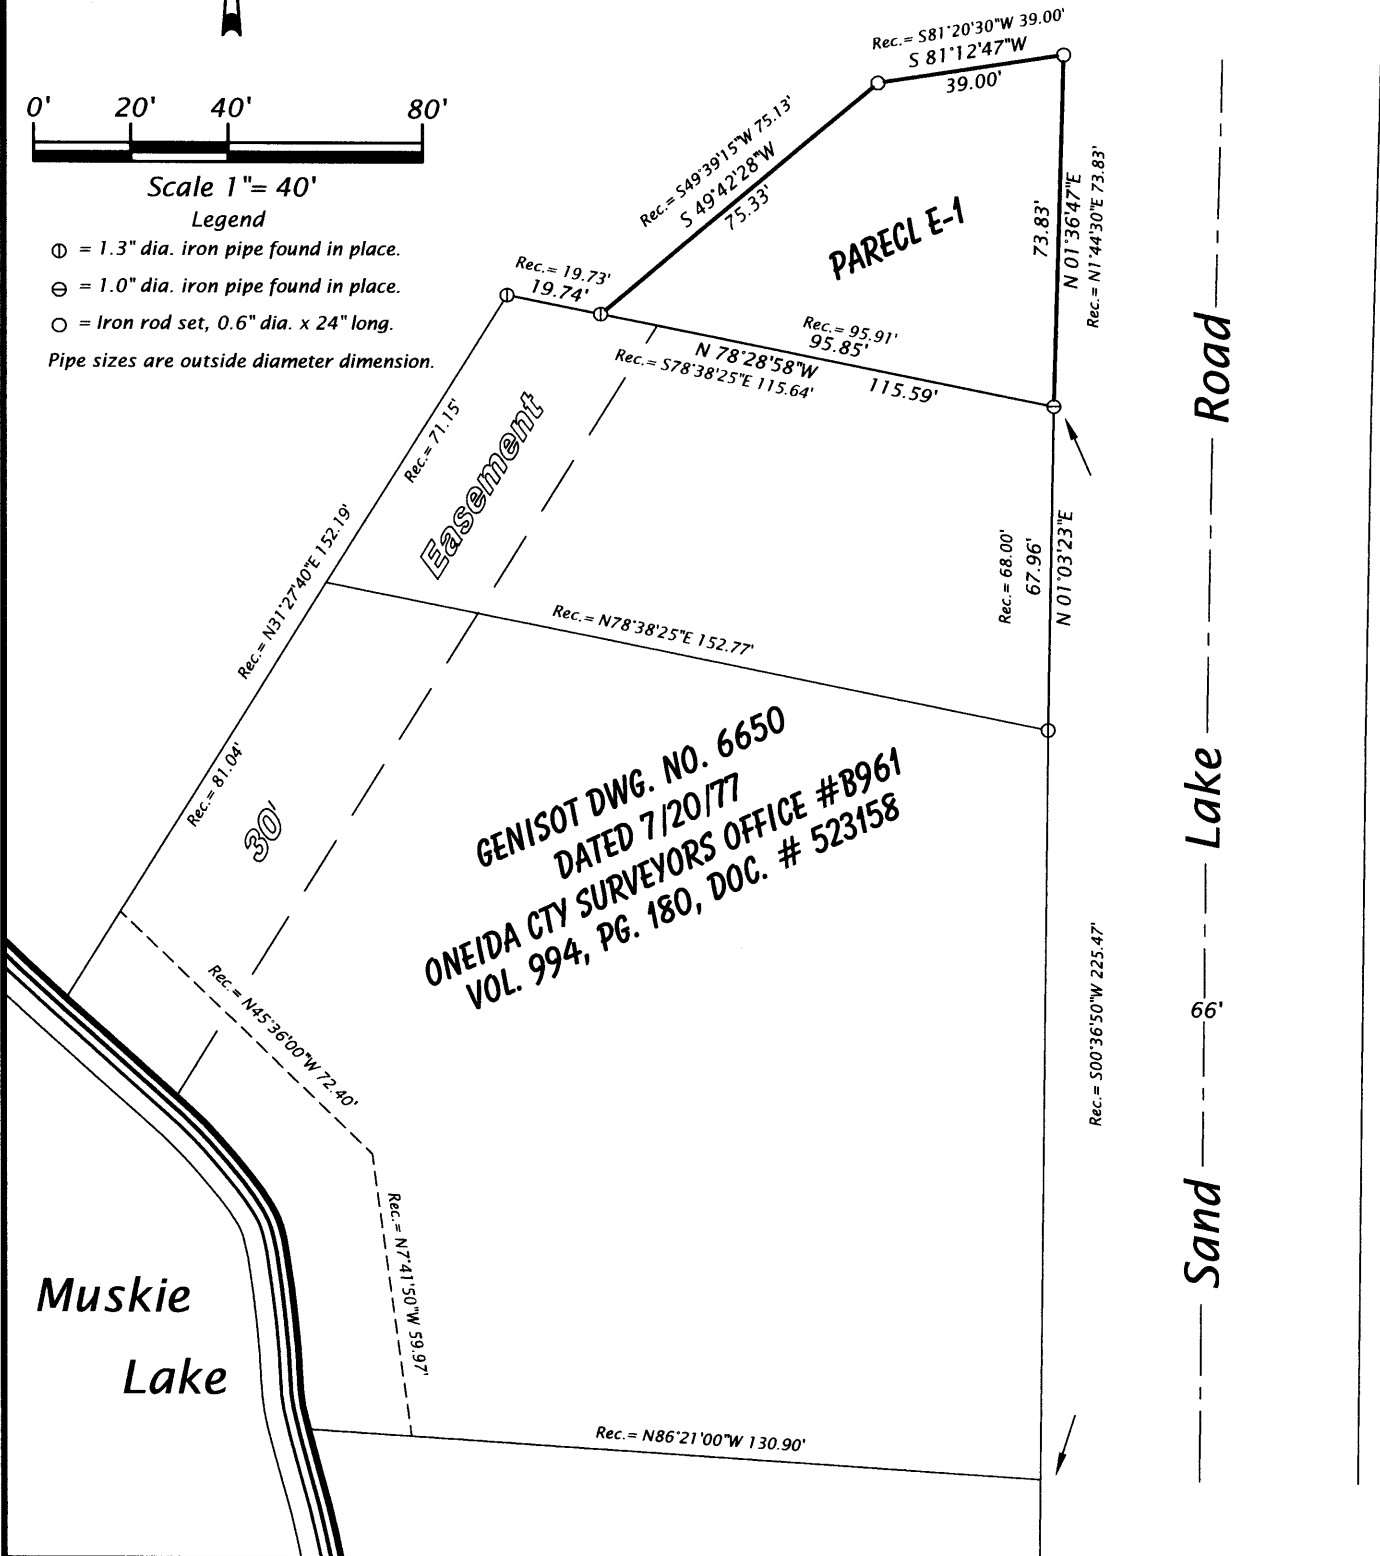 Rec.= S81°20'30"W 39.00'
S 81°12'47"W
39.00'
0' 20' 40' 80'
Scale 1"= 40'
Legend
= 1.3" dia. iron pipe found in place.
= 1.0" dia. iron pipe found in place.
= Iron rod set, 0.6" dia. x 24" long.
Pipe sizes are outside diameter dimension.
Rec.= S49°39'15"W 75.13'
S 49°42'28"W
75.33'
PARECL E-1
73.83'
N 01°36'47"E
Rec.= N1°44'30"E 73.83'
Rec.= 19.73'
19.74'
Rec.= 95.91'
95.85'
N 78°28'58"W 115.59'
Rec.= S78°38'25"E 115.64'
Rec.= 71.15'
Easement
Rec.= N31°27'40"E 152.19'
Rec.= 68.00'
67.96'
N 01°03'23"E
Rec.= N78°38'25"E 152.77'
Rec.= 81.04'
30'
GENISOT DWG. NO. 6650
DATED 7/20/77
ONEIDA CTY SURVEYORS OFFICE #B961
VOL. 994, PG. 180, DOC. # 523158
Rec.= N45°36'00"W 72.40'
Rec.= N7°41'50"W 59.97'
Rec.= S00°36'50"W 225.47'
Sand Lake Road
66'
Muskie
Lake
Rec.= N86°21'00"W 130.90'